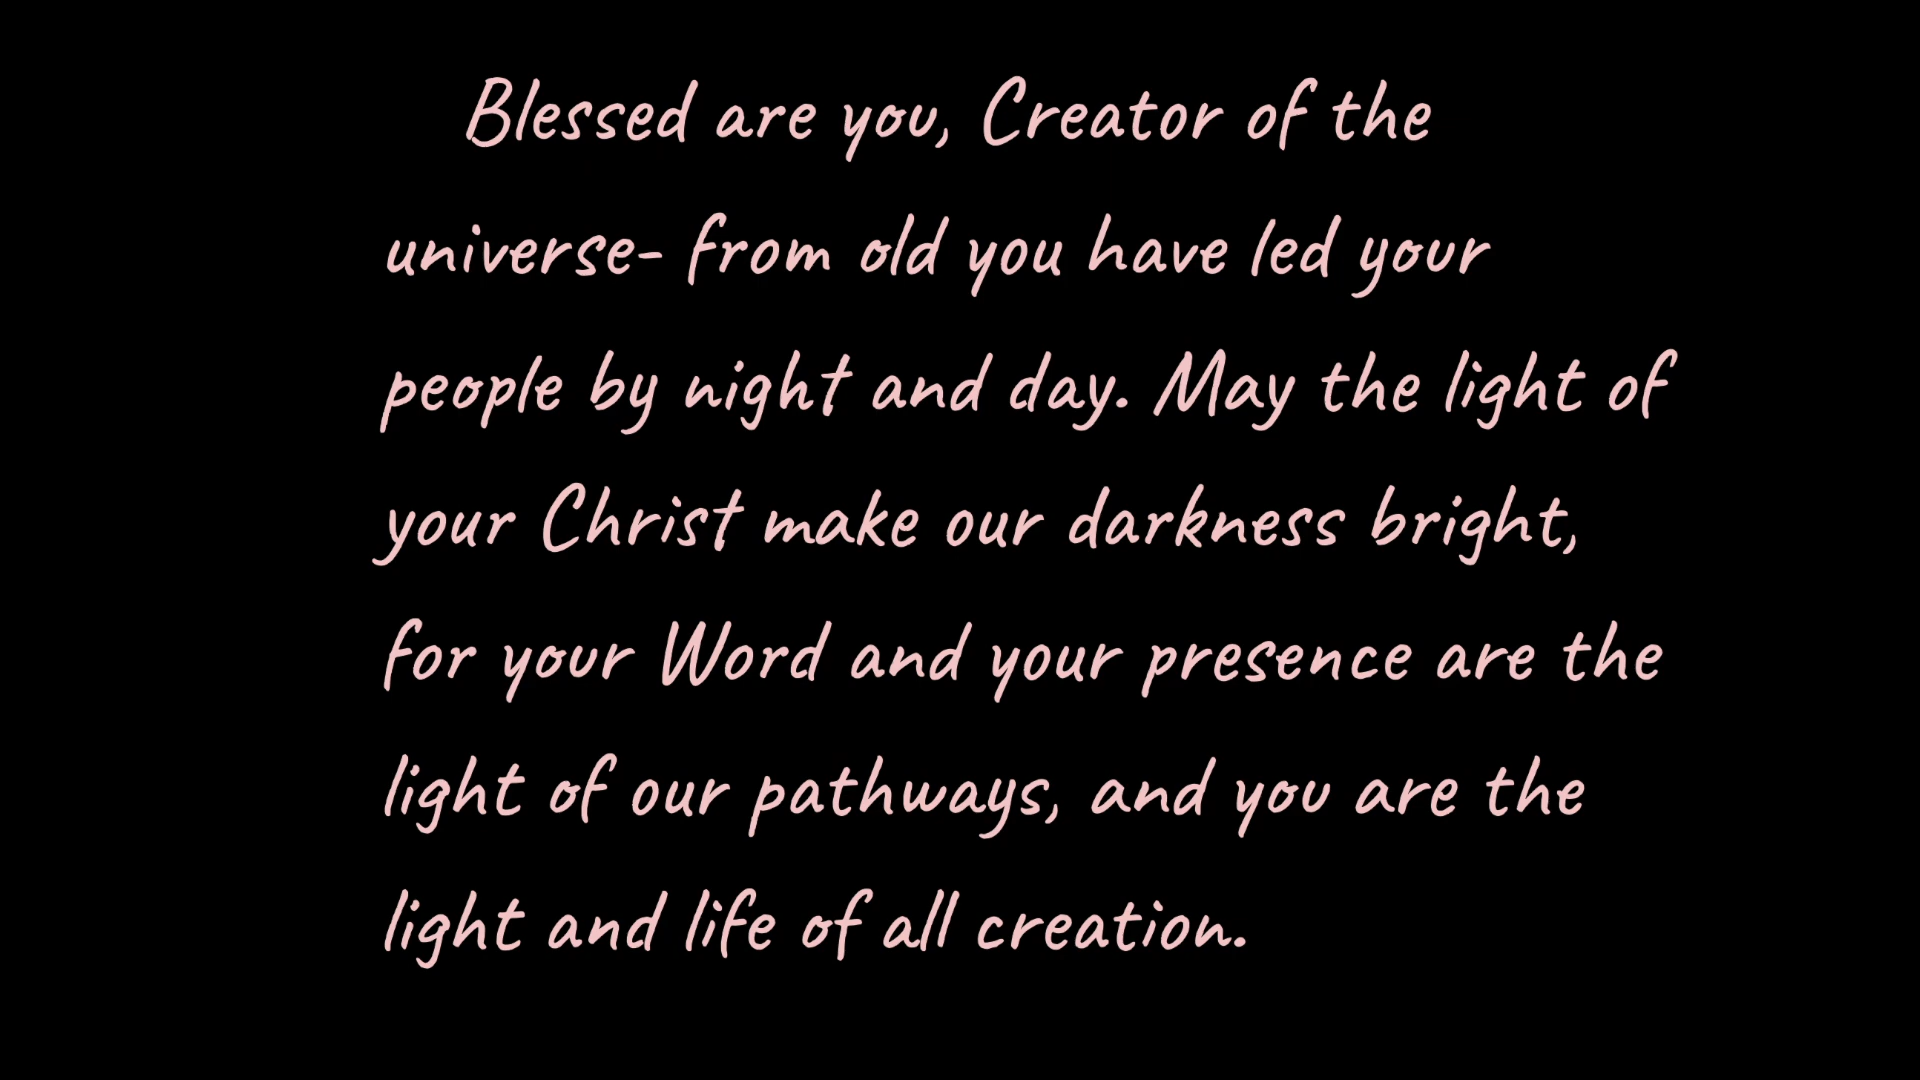 Blessed are you, Creator of the
universe- from old you have led your
people by night and day. May the light of
your Christ make our darkness bright,
for your Word and your presence are the
light of our pathways, and you are the
light and life of all creation.